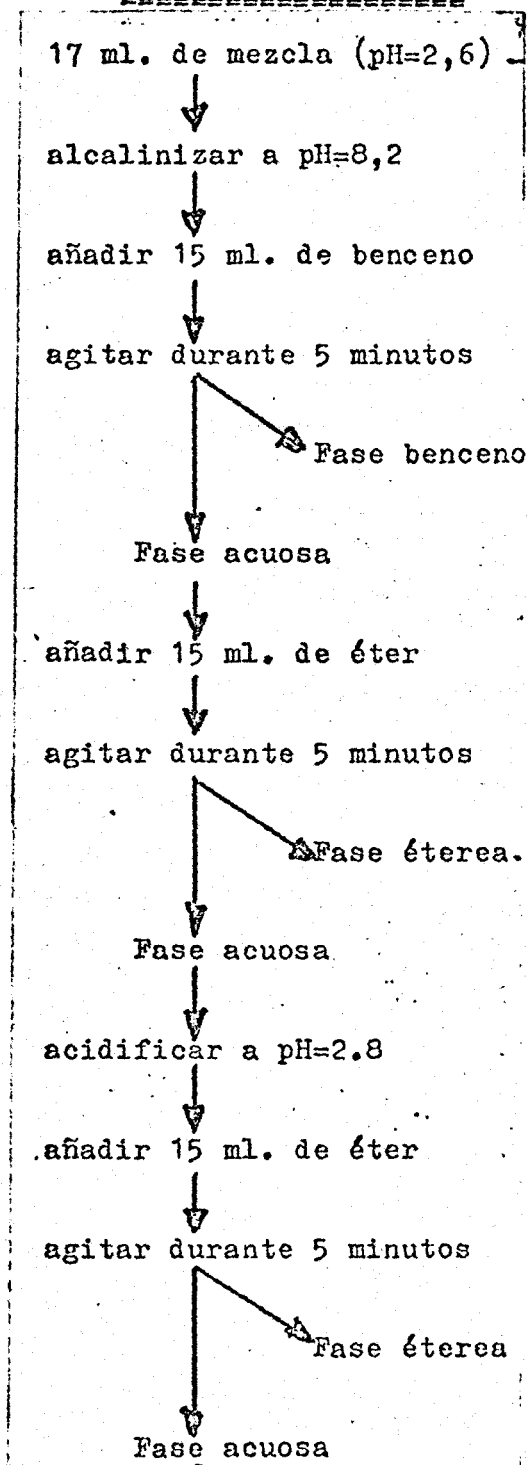 17 ml. de mezcla (pH=2,6)
alcalinizar a pH=8,2
añadir 15 ml. de benceno
agitar durante 5 minutos
Fase benceno
Fase acuosa
añadir 15 ml. de éter
agitar durante 5 minutos
Fase éterea.
Fase acuosa
acidificar a pH=2.8
añadir 15 ml. de éter
agitar durante 5 minutos
Fase éterea
Fase acuosa